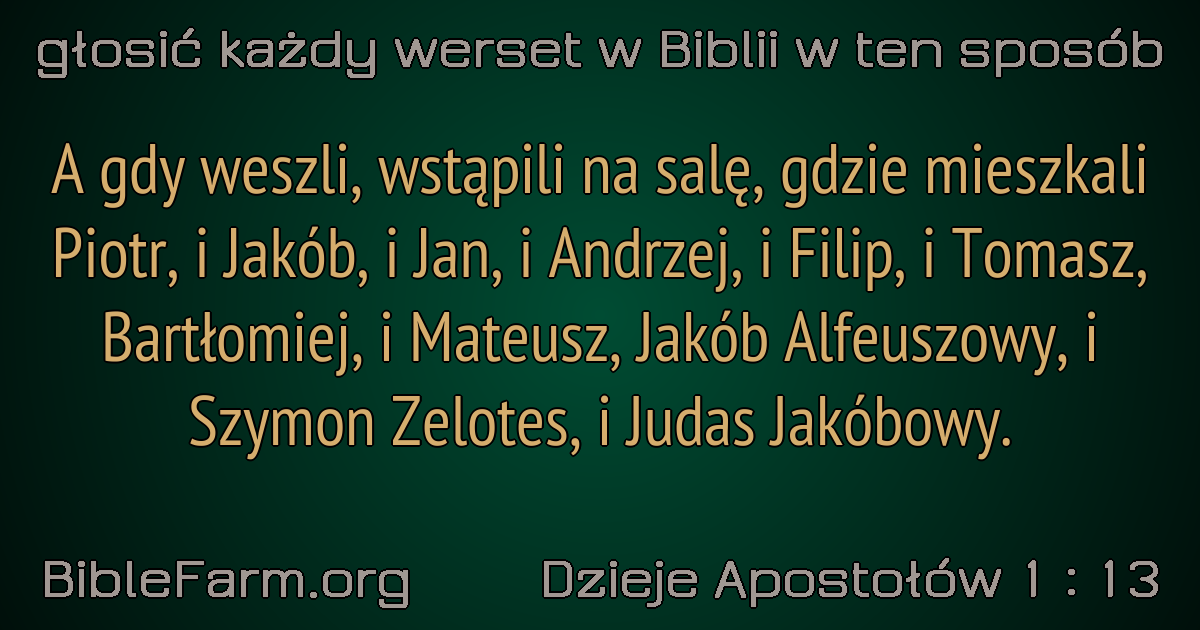 głosić każdy werset w Biblii w ten sposób
A gdy weszli, wstąpili na salę, gdzie mieszkali
Piotr, i Jakób, i Jan, i Andrzej, i Filip, i Tomasz,
Bartłomiej, i Mateusz, Jakób Alfeuszowy, i
Szymon Zelotes, i Judas Jakóbowy.
BibleFarm.org Dzieje Apostołów 1 : 13